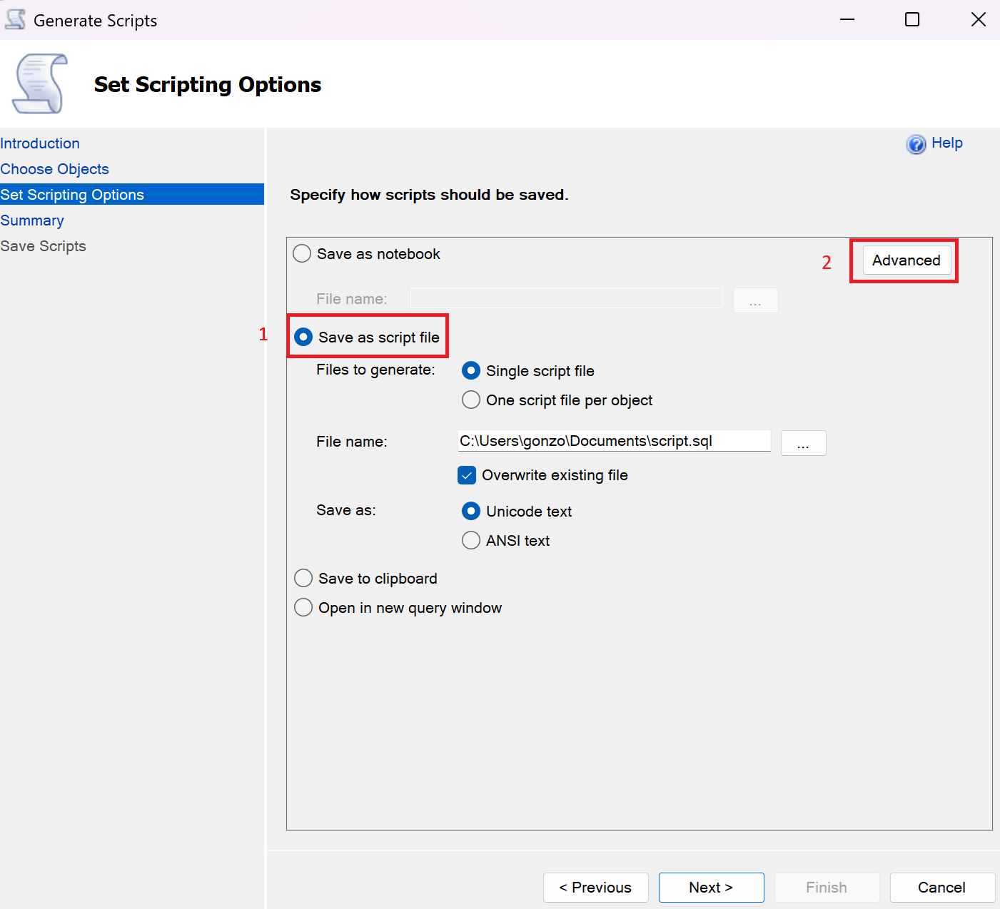 Generate Scripts
Set Scripting Options
Introduction
Choose Objects
Set Scripting Options
Summary
Save Scripts
Help
Specify how scripts should be saved.
Save as notebook
2
Advanced
File name:
...
1
Save as script file
Files to generate:
Single script file
One script file per object
File name:
C:\Users\gonzo\Documents\script.sql
...
Overwrite existing file
Save as:
Unicode text
ANSI text
Save to clipboard
Open in new query window
< Previous
Next >
Finish
Cancel